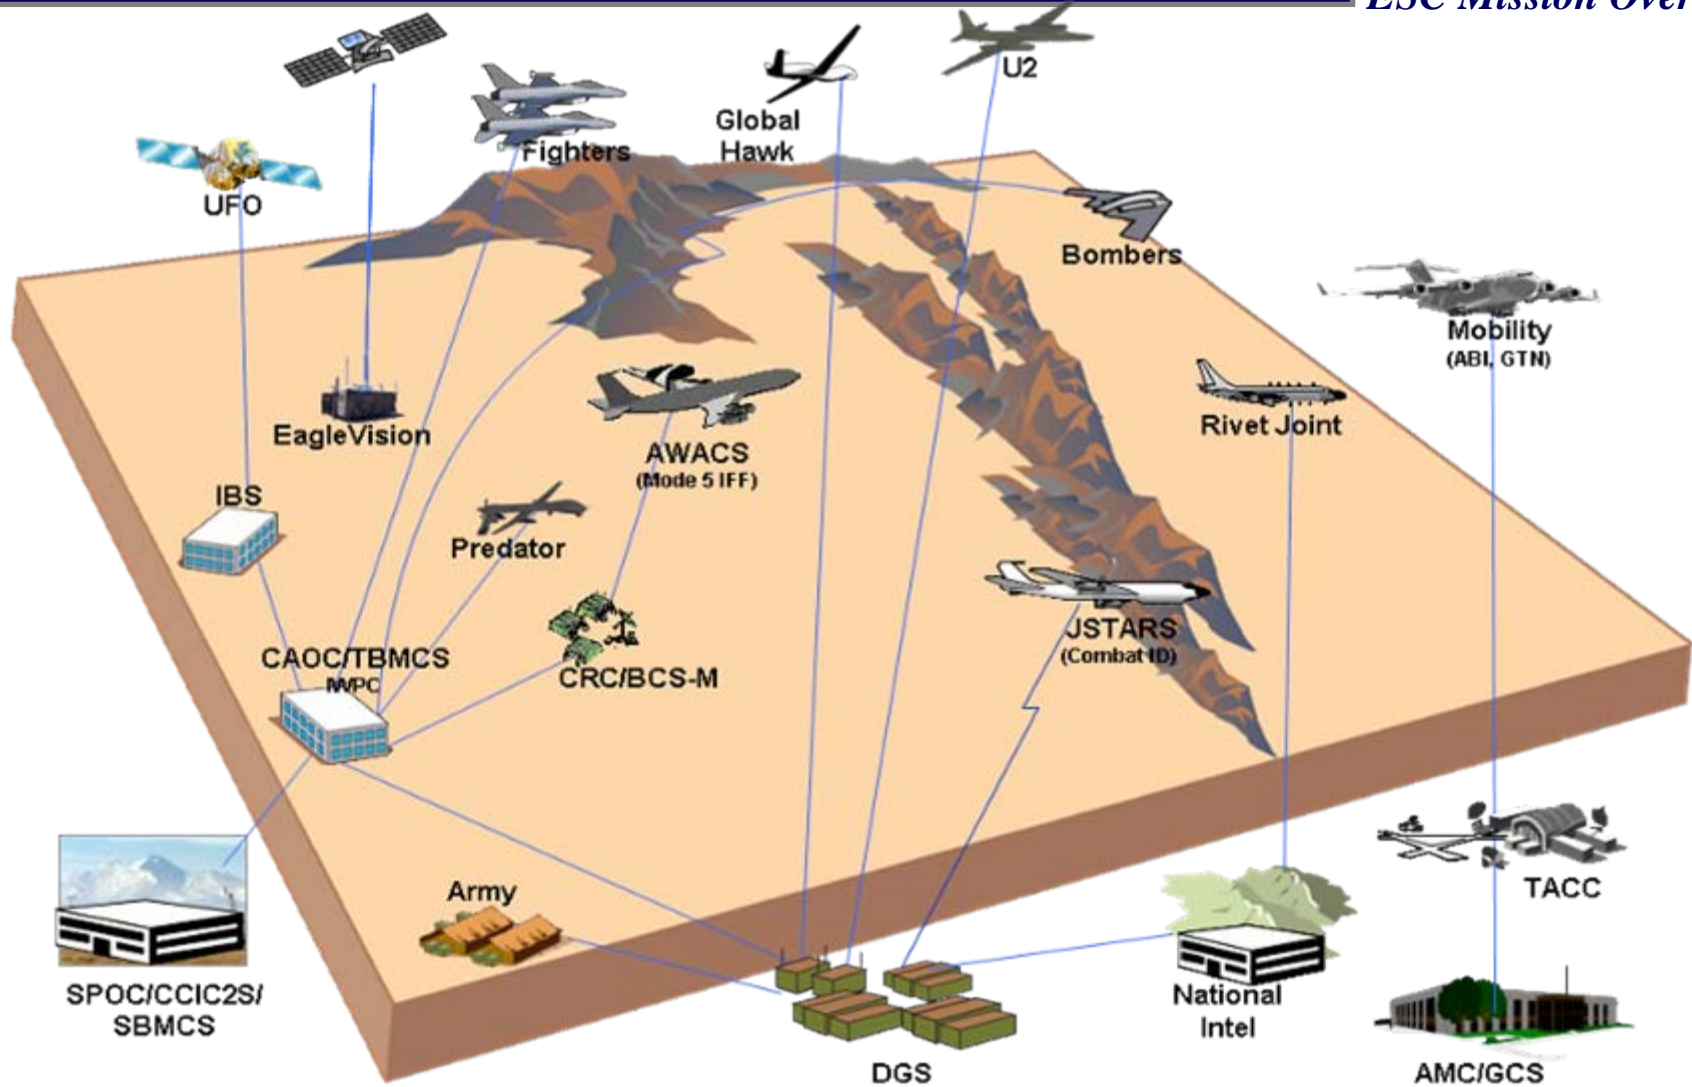 ESC Mission Over
U2
Global
Hawk
Fighters
UFO
Bombers
Mobility
(ABI, GTN)
Rivet Joint
EagleVision
AWACS
(Mode 5 IFF)
IBS
Predator
JSTARS
(Combat ID)
CAOC/TBMCS
IWPC
CRC/BCS-M
TACC
Army
SPOC/CCIC2S/
SBMCS
National
Intel
DGS
AMC/GCS